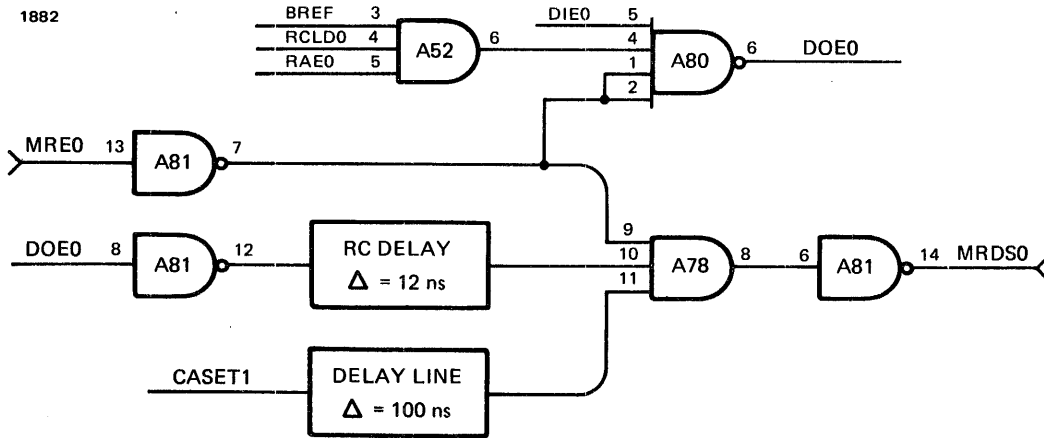 1882
BREF 3
RCLD0 4
RAE0 5
A52
6
DIE0 5
4
1
2
A80
6 DOE0
MRE0 13
A81
7
DOE0 8
A81
12
RC DELAY
Δ = 12 ns
9
10
11
A78
8
6
A81
14 MRDS0
CASET1
DELAY LINE
Δ = 100 ns